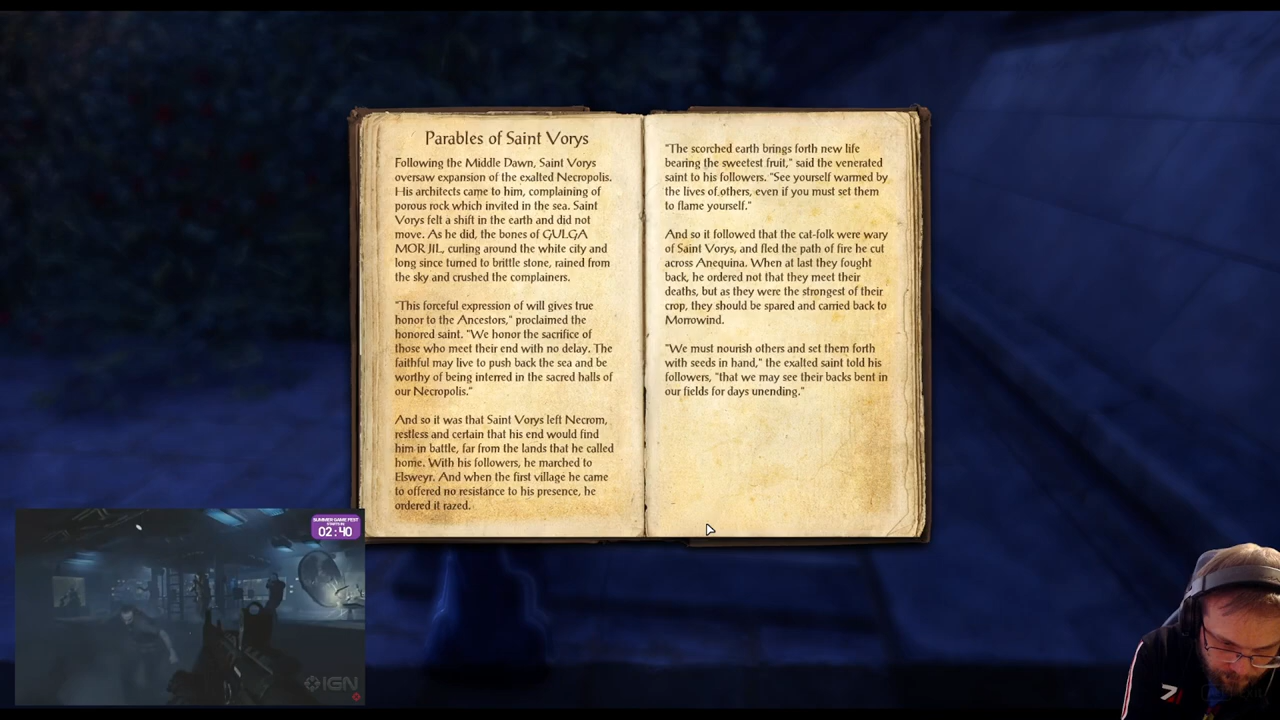 Parables of Saint Vorys
Following the Middle Dawn, Saint Vorys
oversaw expansion of the exalted Necropolis.
His architects came to him, complaining of
porous rock which invited in the sea. Saint
Vorys felt a shift in the earth and did not
move. As he did, the bones of GULGA
MOR JIL, curling around the white city and
long since turned to brittle stone, rained from
the sky and crushed the complainers.
"This forceful expression of will gives true
honor to the Ancestors," proclaimed the
honored saint. "We honor the sacrifice of
those who meet their end with no delay. The
faithful may live to push back the sea and be
worthy of being interred in the sacred halls of
our Necropolis."
And so it was that Saint Vorys left Necrom,
restless and certain that his end would find
him in battle, far from the lands that he called
home. With his followers, he marched to
Elsweyr. And when the first village he came
to offered no resistance to his presence, he
ordered it razed.
"The scorched earth brings forth new life
bearing the sweetest fruit," said the venerated
saint to his followers. "See yourself warmed by
the lives of others, even if you must set them
to flame yourself."
And so it followed that the cat-folk were wary
of Saint Vorys, and fled the path of fire he cut
across Anequina. When at last they fought
back, he ordered not that they meet their
deaths, but as they were the strongest of their
crop, they should be spared and carried back to
Morrowind.
"We must nourish others and set them forth
with seeds in hand," the exalted saint told his
followers, "that we may see their backs bent in
our fields for days unending."
SUMMER GAME FEST
STARTS IN
02:40
IGN